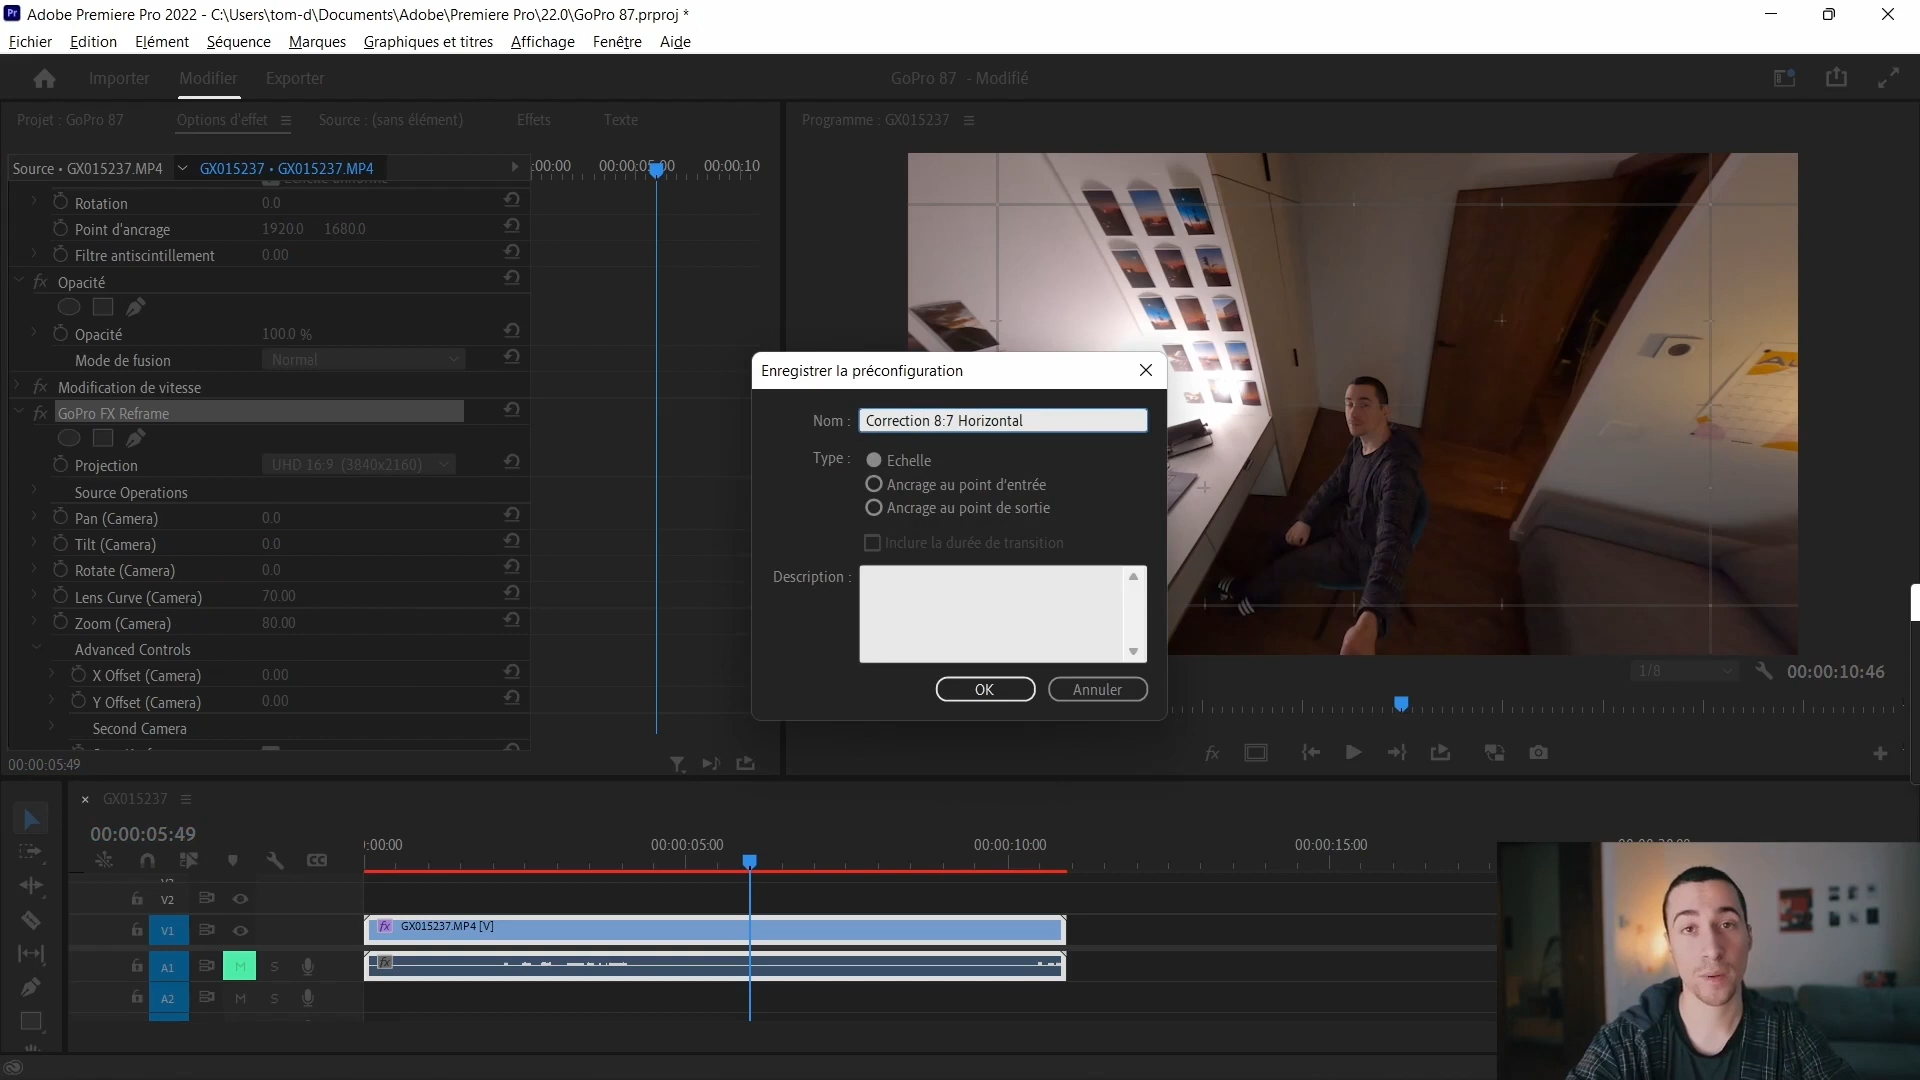 Pr Adobe Premiere Pro 2022 - C:\Users\tom-d\Documents\Adobe\Premiere Pro\22.0\GoPro 87.prproj *
Fichier Edition Elément Séquence Marques Graphiques et titres Affichage Fenêtre Aide
Importer Modifier Exporter
GoPro 87 - Modifié
Projet : GoPro 87 Options d'effet Source : (sans élément) Effets Texte
Programme : GX015237
Source • GX015237.MP4 GX015237 • GX015237.MP4
:00:00 00:00:05:00 00:00:10
Rotation 0.0
Point d'ancrage 1920.0 1680.0
Filtre antiscintillement 0.00
fx Opacité
Opacité 100.0 %
Mode de fusion Normal
fx Modification de vitesse
fx GoPro FX Reframe
Projection UHD 16:9 (3840x2160)
Source Operations
Pan (Camera) 0.0
Tilt (Camera) 0.0
Rotate (Camera) 0.0
Lens Curve (Camera) 70.00
Zoom (Camera) 80.00
Advanced Controls
X Offset (Camera) 0.00
Y Offset (Camera) 0.00
Second Camera
00:00:05:49
Enregistrer la préconfiguration
Nom : Correction 8:7 Horizontal
Type : Echelle
Ancrage au point d'entrée
Ancrage au point de sortie
Inclure la durée de transition
Description :
OK Annuler
1/8 00:00:10:46
fx
GX015237
00:00:05:49
:00:00 00:00:05:00 00:00:10:00 00:00:15:00
CC
V2
V1 fx GX015237.MP4 [V]
A1 M S fx
A2 M S